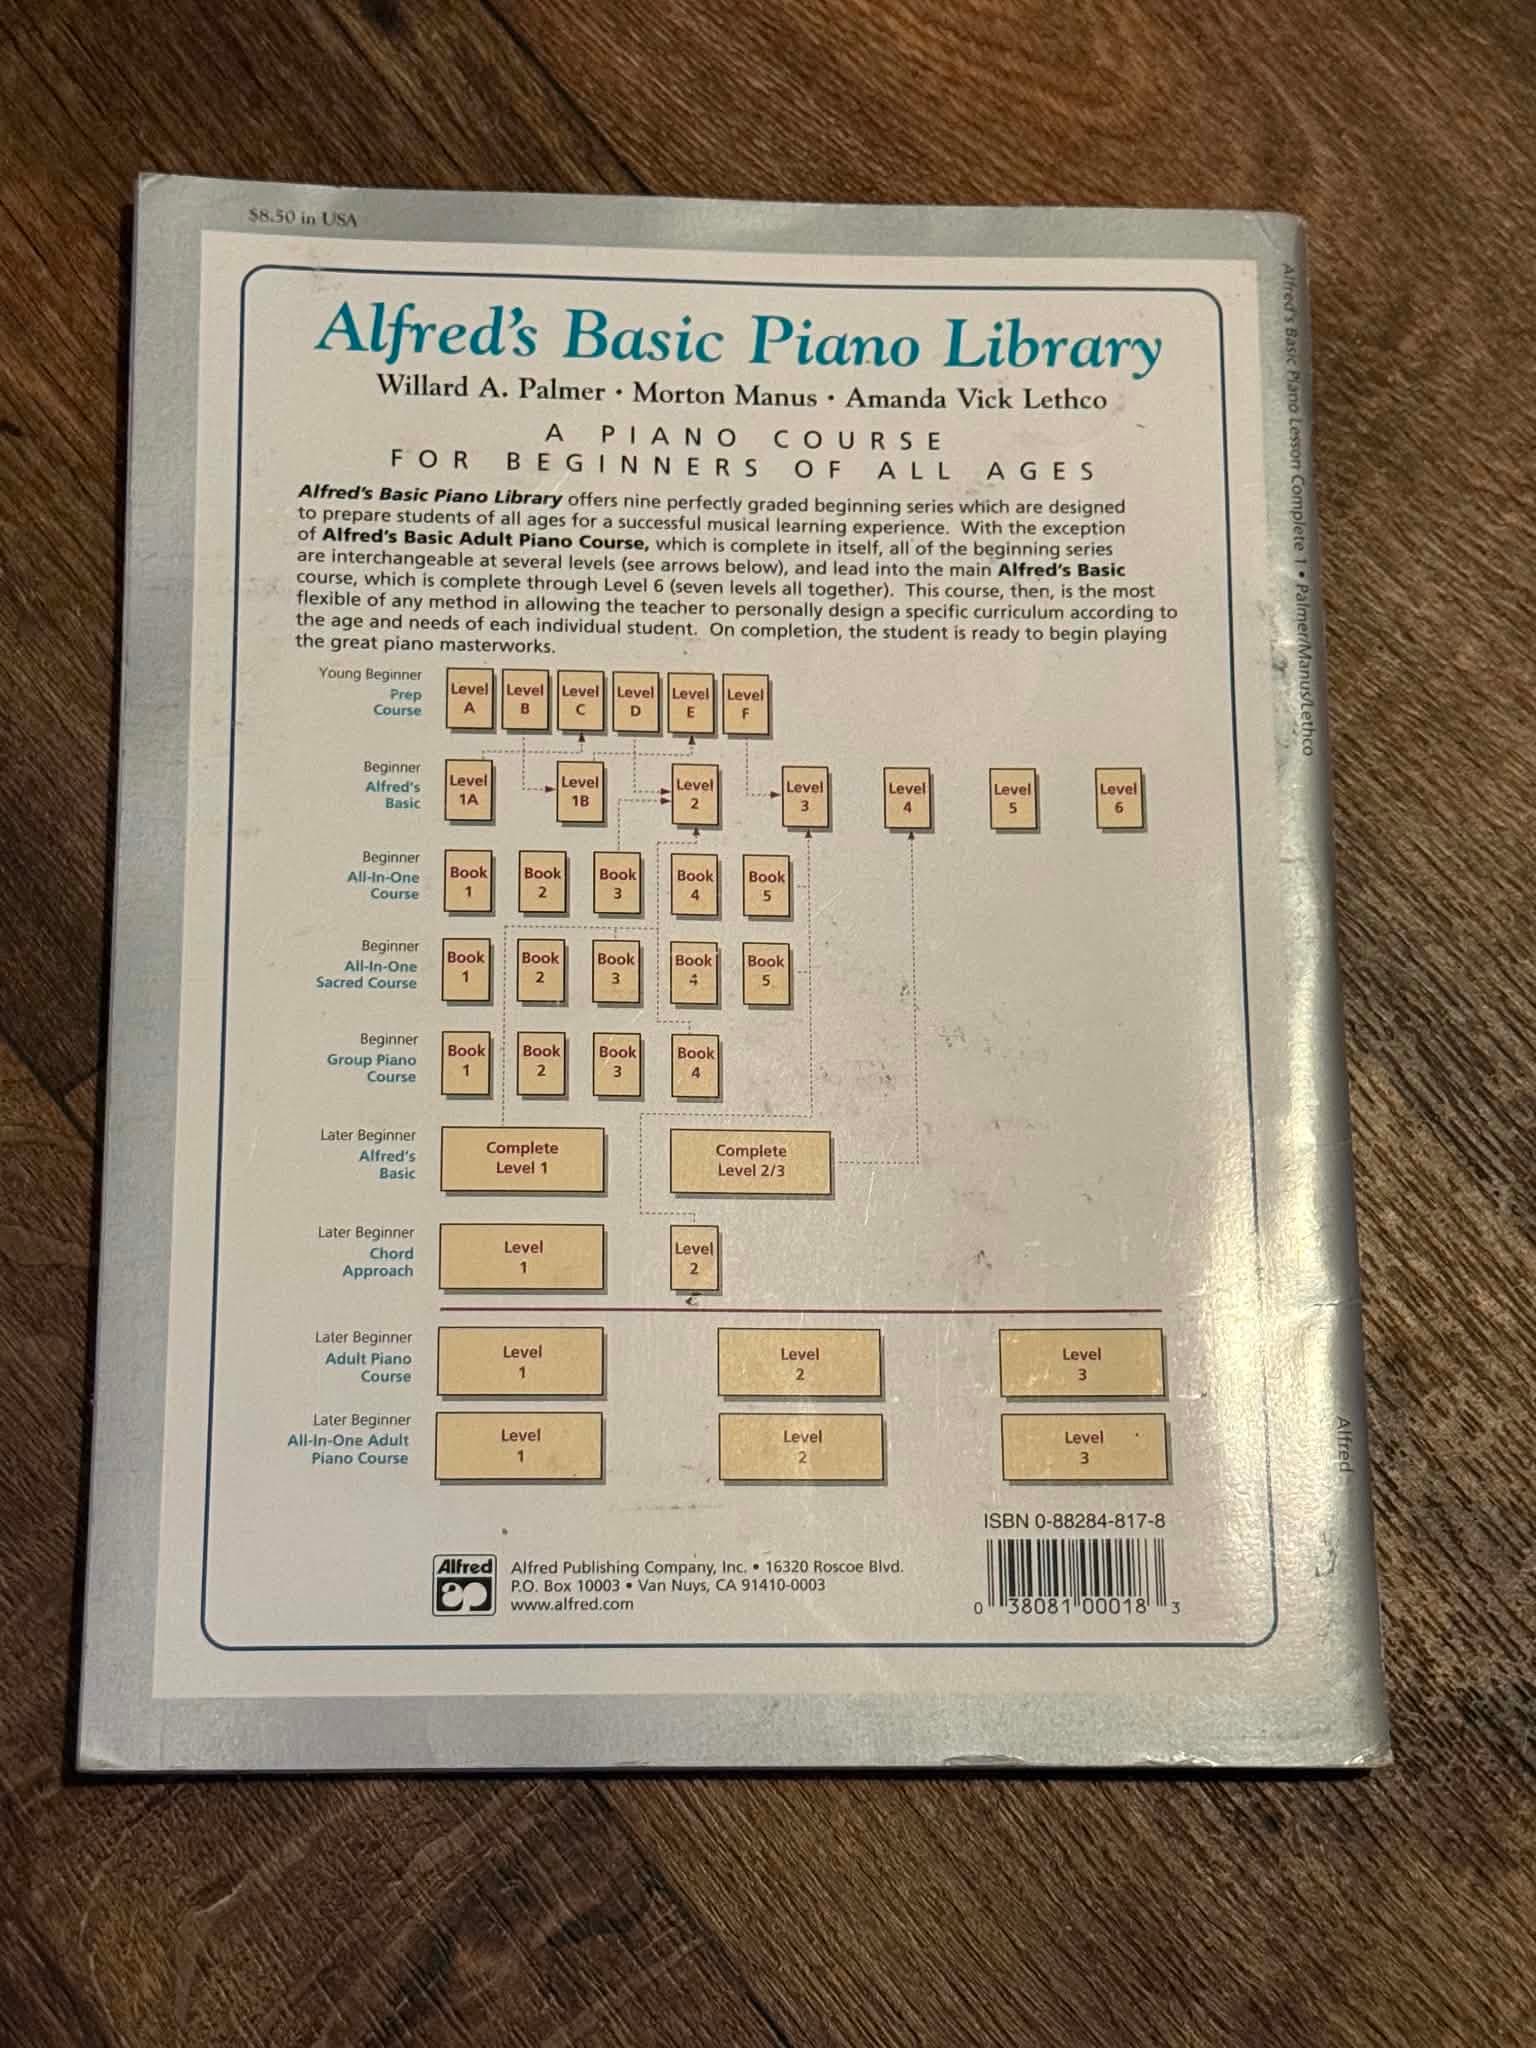 $8.50 in USA
Alfred's Basic Piano Library
Willard A. Palmer • Morton Manus • Amanda Vick Lethco
A PIANO COURSE
FOR BEGINNERS OF ALL AGES
Alfred's Basic Piano Library offers nine perfectly graded beginning series which are designed
to prepare students of all ages for a successful musical learning experience. With the exception
of Alfred's Basic Adult Piano Course, which is complete in itself, all of the beginning series
are interchangeable at several levels (see arrows below), and lead into the main Alfred's Basic
course, which is complete through Level 6 (seven levels all together). This course, then, is the most
flexible of any method in allowing the teacher to personally design a specific curriculum according to
the age and needs of each individual student. On completion, the student is ready to begin playing
the great piano masterworks.
Young Beginner
Prep
Course
Level
A
Level
B
Level
C
Level
D
Level
E
Level
F
Beginner
Alfred's
Basic
Level
1A
Level
1B
Level
2
Level
3
Level
4
Level
5
Level
6
Beginner
All-In-One
Course
Book
1
Book
2
Book
3
Book
4
Book
5
Beginner
All-In-One
Sacred Course
Book
1
Book
2
Book
3
Book
4
Book
5
Beginner
Group Piano
Course
Book
1
Book
2
Book
3
Book
4
Later Beginner
Alfred's
Basic
Complete
Level 1
Complete
Level 2/3
Later Beginner
Chord
Approach
Level
1
Level
2
Later Beginner
Adult Piano
Course
Level
1
Level
2
Level
3
Later Beginner
All-In-One Adult
Piano Course
Level
1
Level
2
Level
3
ISBN 0-88284-817-8
0 38081 00018 3
Alfred
Alfred Publishing Company, Inc. • 16320 Roscoe Blvd.
P.O. Box 10003 • Van Nuys, CA 91410-0003
www.alfred.com
Alfred's Basic Piano Lesson Complete 1 • Palmer/Manus/Lethco
Alfred